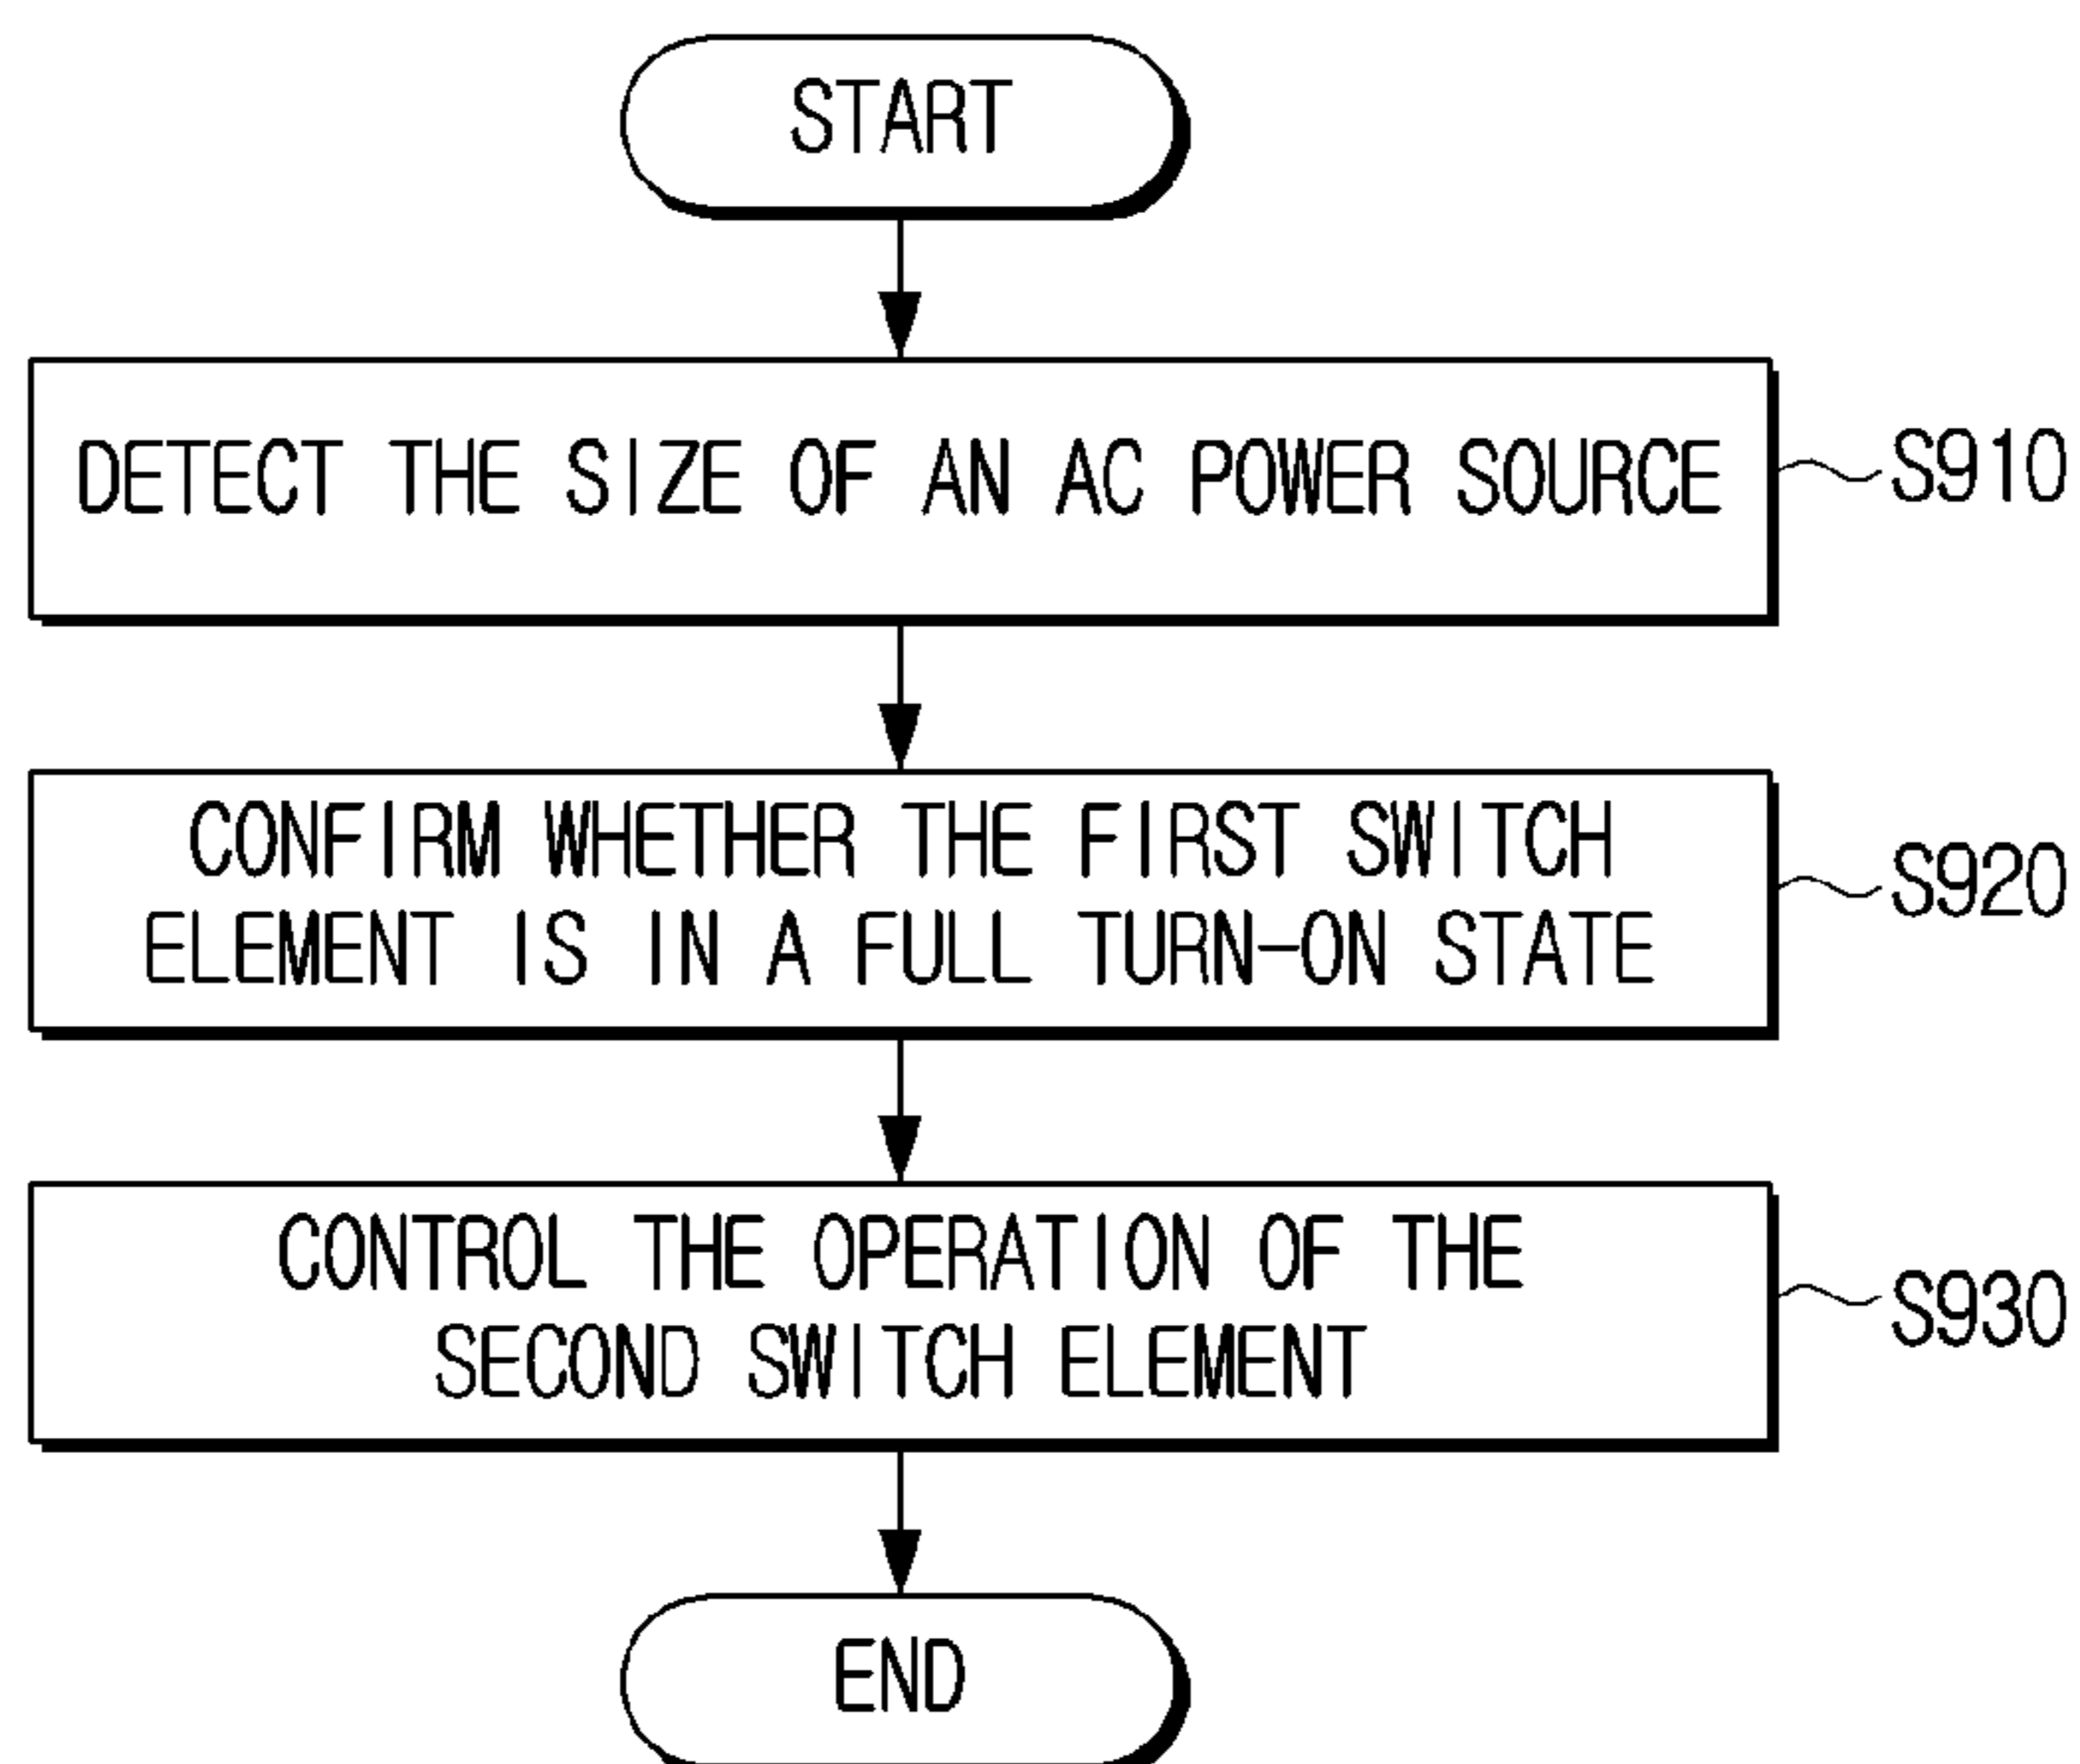 START
DETECT THE SIZE OF AN AC POWER SOURCE
S910
CONFIRM WHETHER THE FIRST SWITCH
ELEMENT IS IN A FULL TURN-ON STATE
S920
CONTROL THE OPERATION OF THE
SECOND SWITCH ELEMENT
S930
END